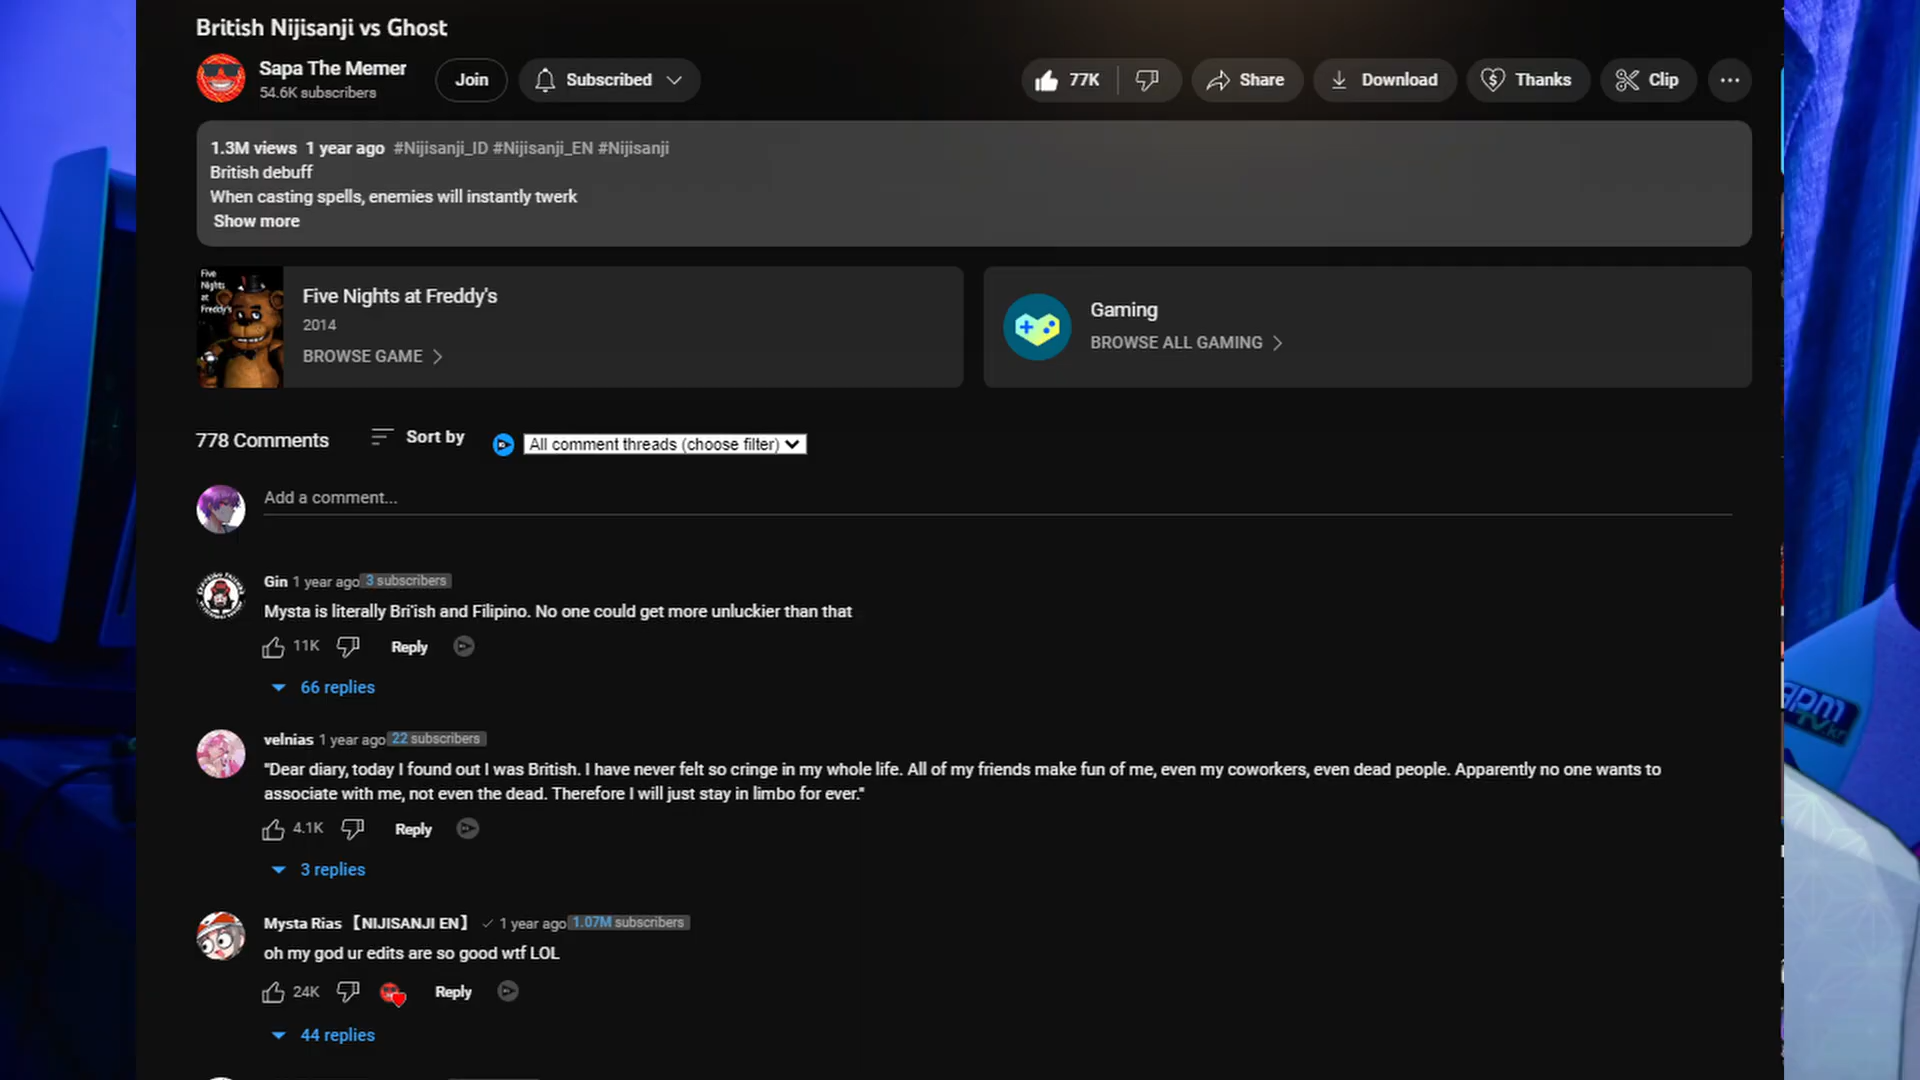 British Nijisanji vs Ghost
Sapa The Memer
54.6K subscribers
Join
Subscribed
77K
Share
Download
Thanks
Clip
1.3M views 1 year ago #Nijisanji_ID #Nijisanji_EN #Nijisanji
British debuff
When casting spells, enemies will instantly twerk
Show more
Five
Nights
at
Freddy's
Five Nights at Freddy's
2014
BROWSE GAME
Gaming
BROWSE ALL GAMING
778 Comments
Sort by
All comment threads (choose filter)
Add a comment...
Gin 1 year ago 3 subscribers
Mysta is literally Bri'ish and Filipino. No one could get more unluckier than that
11K
Reply
66 replies
velnias 1 year ago 22 subscribers
"Dear diary, today I found out I was British. I have never felt so cringe in my whole life. All of my friends make fun of me, even my coworkers, even dead people. Apparently no one wants to
associate with me, not even the dead. Therefore I will just stay in limbo for ever."
4.1K
Reply
3 replies
Mysta Rias【NIJISANJI EN】 1 year ago 1.07M subscribers
oh my god ur edits are so good wtf LOL
24K
Reply
44 replies
apm
TV.kr